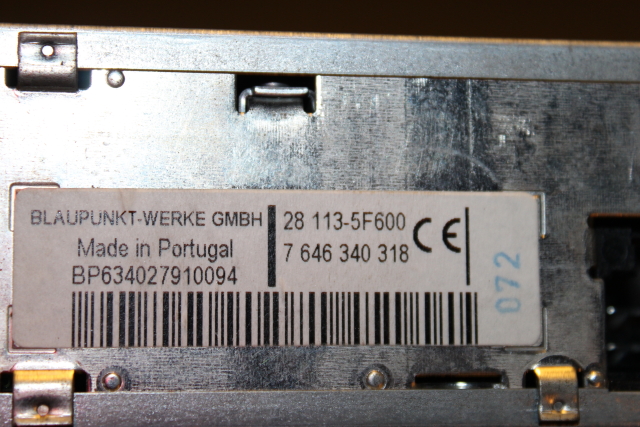 BLAUPUNKT-WERKE GMBH
Made in Portugal
BP634027910094
28 113-5F600
7 646 340 318
CE
072